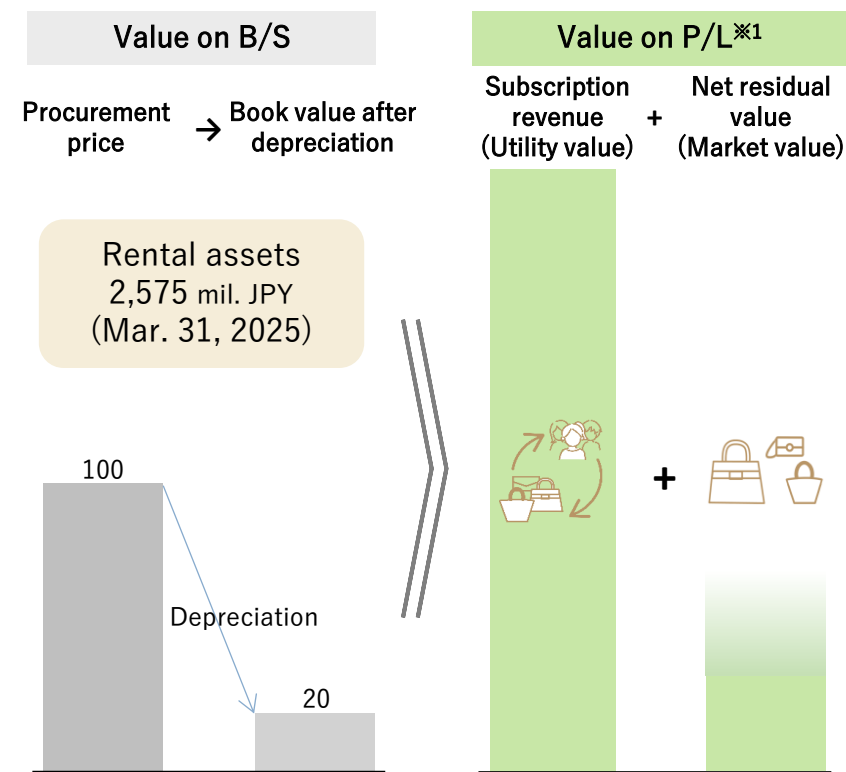 Value on B/S
Procurement
price
→
Book value after
depreciation
Rental assets
2,575 mil. JPY
(Mar. 31, 2025)
100
Depreciation
20
Value on P/L※1
Subscription
revenue
(Utility value)
+
Net residual
value
(Market value)
+